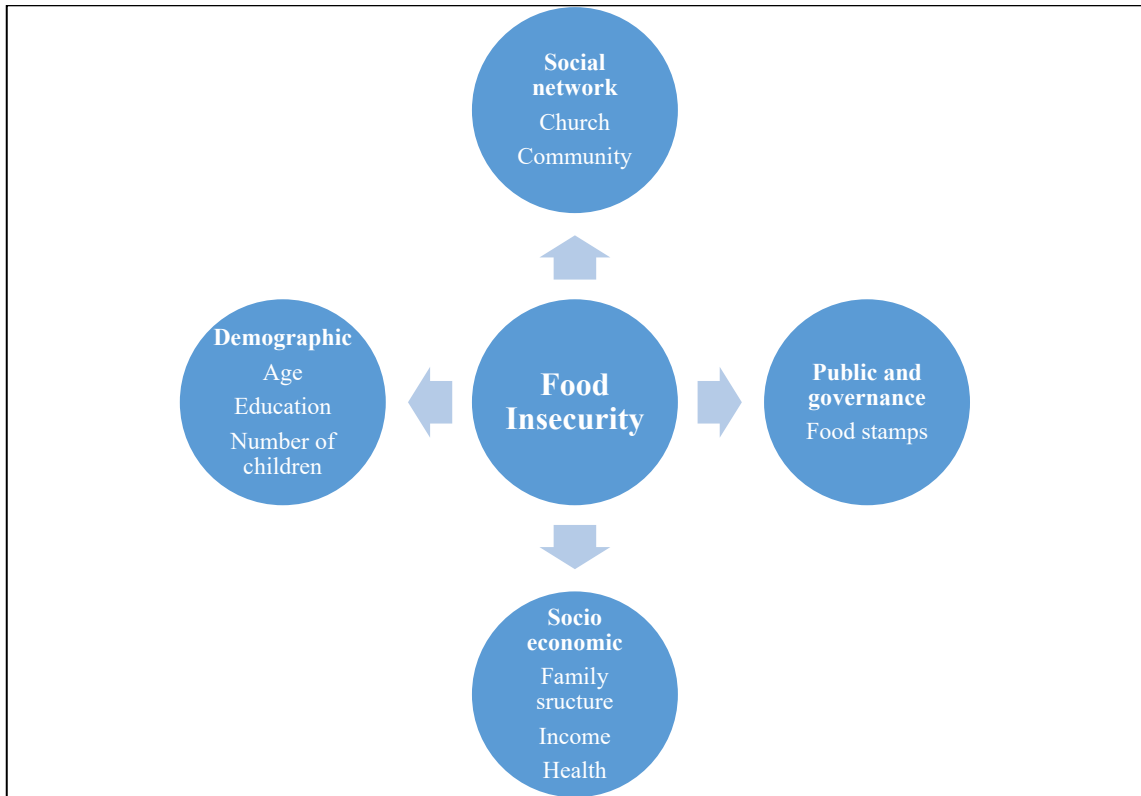 Social
network
Church
Community
Demographic
Age
Education
Number of
children
Food
Insecurity
Public and
governance
Food stamps
Socio
economic
Family
sructure
Income
Health